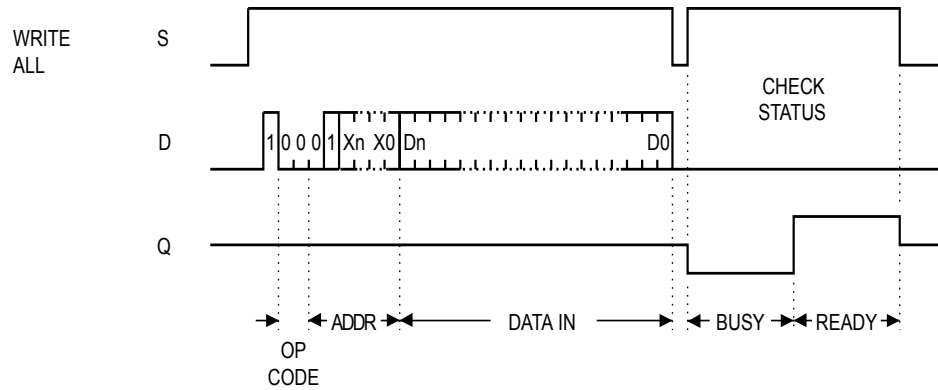 WRITE
ALL
S
CHECK
STATUS
D
1 0 0 0 1 Xn X0 Dn D0
Q
ADDR DATA IN BUSY READY
OP
CODE